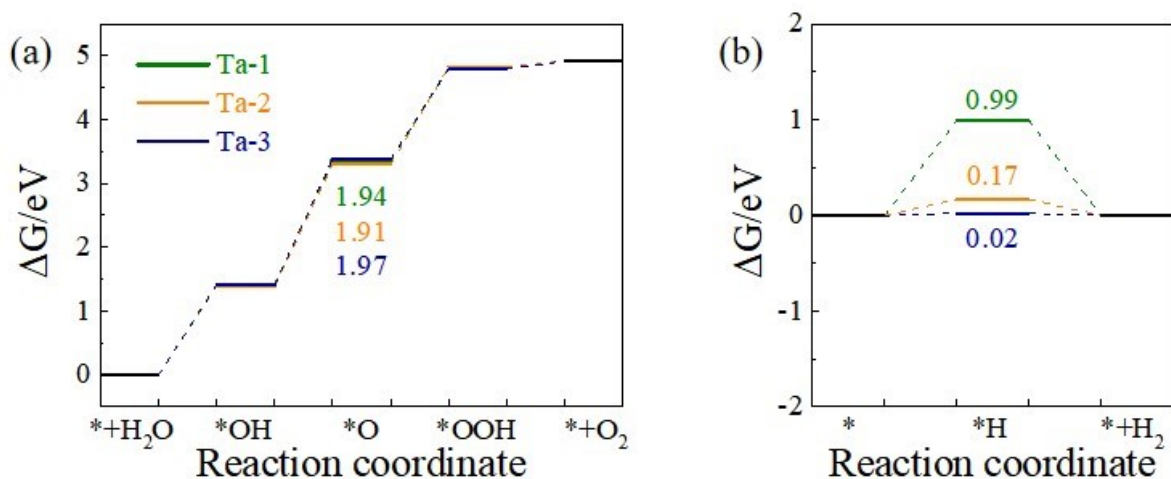 (a)
ΔG/eV
5
4
3
2
1
0
Ta-1
Ta-2
Ta-3
1.94
1.91
1.97
*+H₂O *OH *O *OOH *+O₂
Reaction coordinate
(b)
ΔG/eV
2
1
0
-1
-2
0.99
0.17
0.02
* *H *+H₂
Reaction coordinate